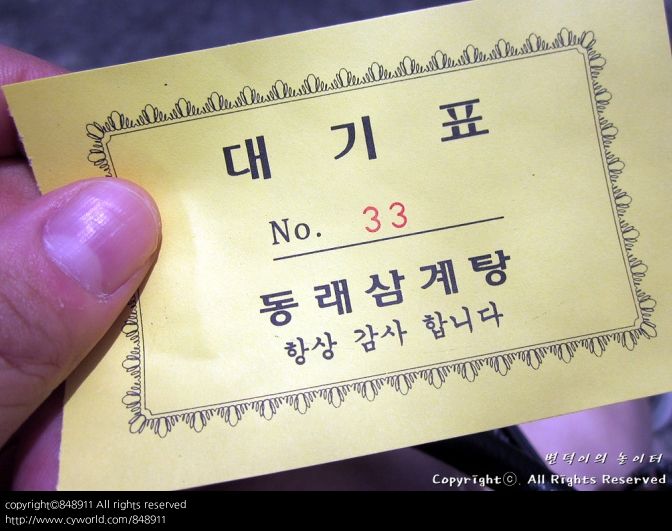 대기표
No. 33
동래삼계탕
항상 감사 합니다
번덕이의 놀이터
Copyrightⓒ. All Rights Reserved
copyright©848911 All rights reserved
http://www.cyworld.com/848911